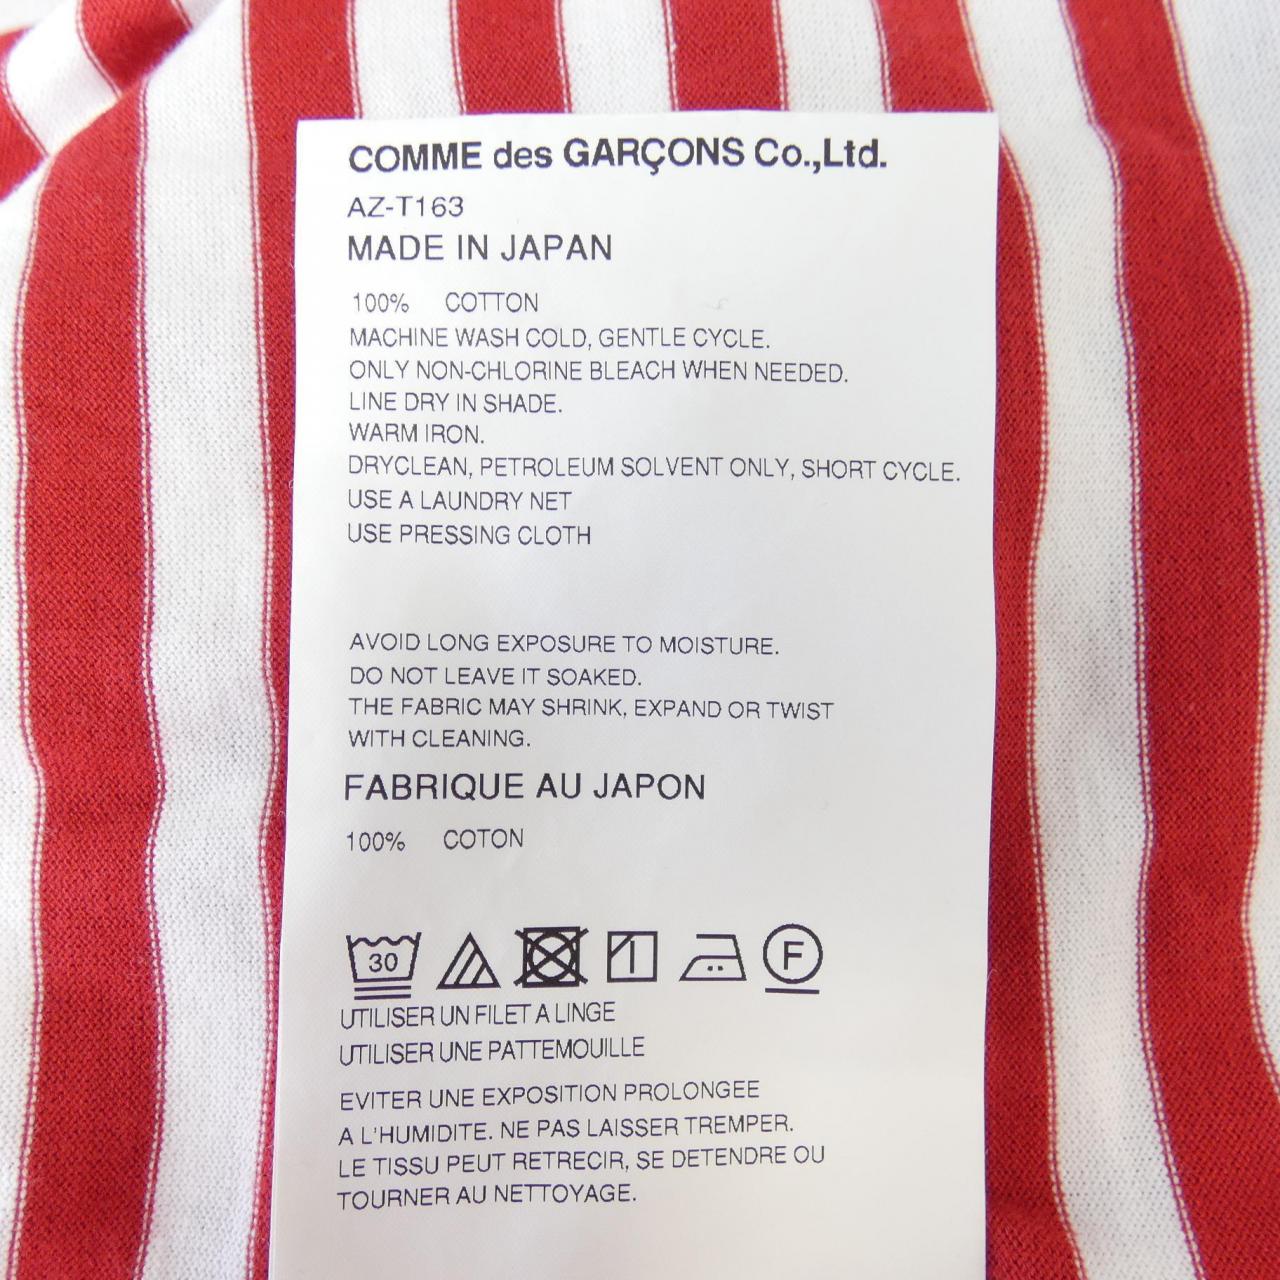 COMME des GARÇONS Co.,Ltd.
AZ-T163
MADE IN JAPAN
100% COTTON
MACHINE WASH COLD, GENTLE CYCLE.
ONLY NON-CHLORINE BLEACH WHEN NEEDED.
LINE DRY IN SHADE.
WARM IRON.
DRYCLEAN, PETROLEUM SOLVENT ONLY, SHORT CYCLE.
USE A LAUNDRY NET
USE PRESSING CLOTH
AVOID LONG EXPOSURE TO MOISTURE.
DO NOT LEAVE IT SOAKED.
THE FABRIC MAY SHRINK, EXPAND OR TWIST
WITH CLEANING.
FABRIQUE AU JAPON
100% COTON
30 F
UTILISER UN FILET A LINGE
UTILISER UNE PATTEMOUILLE
EVITER UNE EXPOSITION PROLONGEE
A L'HUMIDITE. NE PAS LAISSER TREMPER.
LE TISSU PEUT RETRECIR, SE DETENDRE OU
TOURNER AU NETTOYAGE.